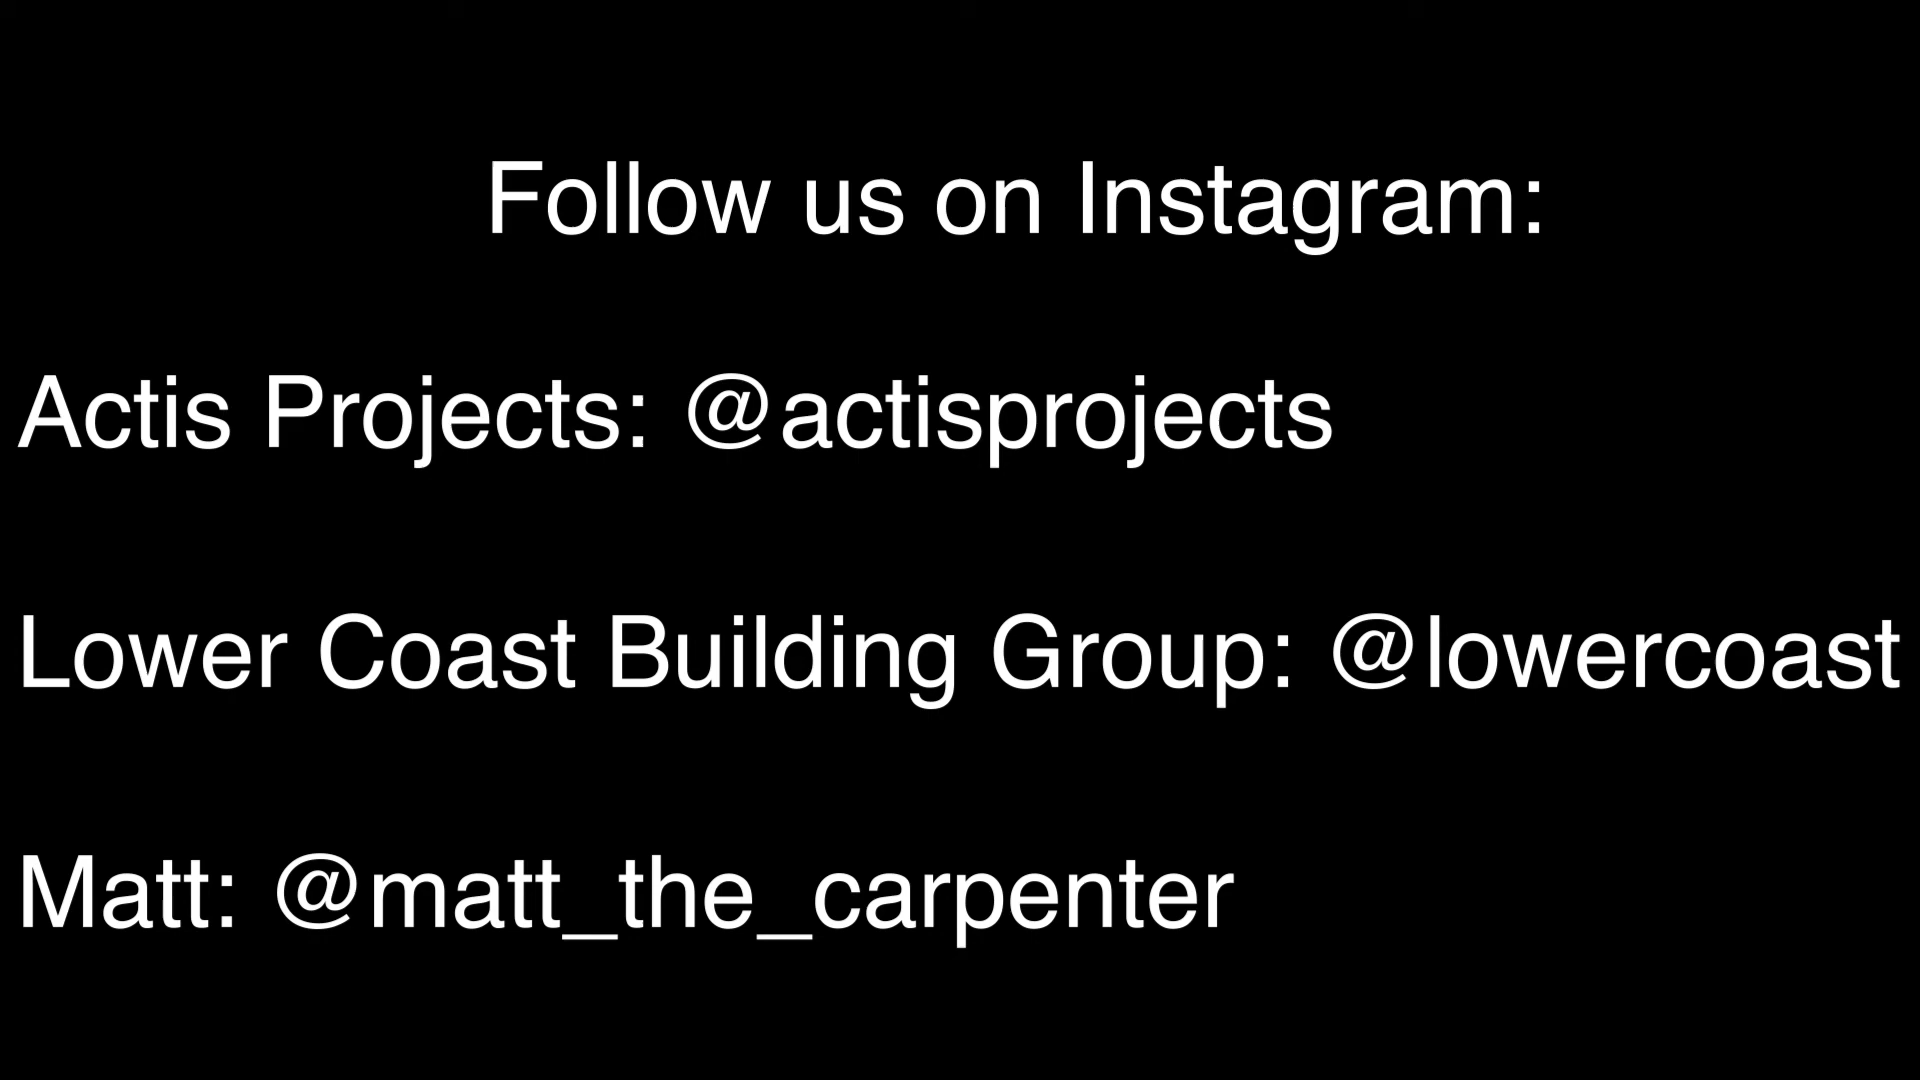 Follow us on Instagram:
Actis Projects: @actisprojects
Lower Coast Building Group: @lowercoast
Matt: @matt_the_carpenter